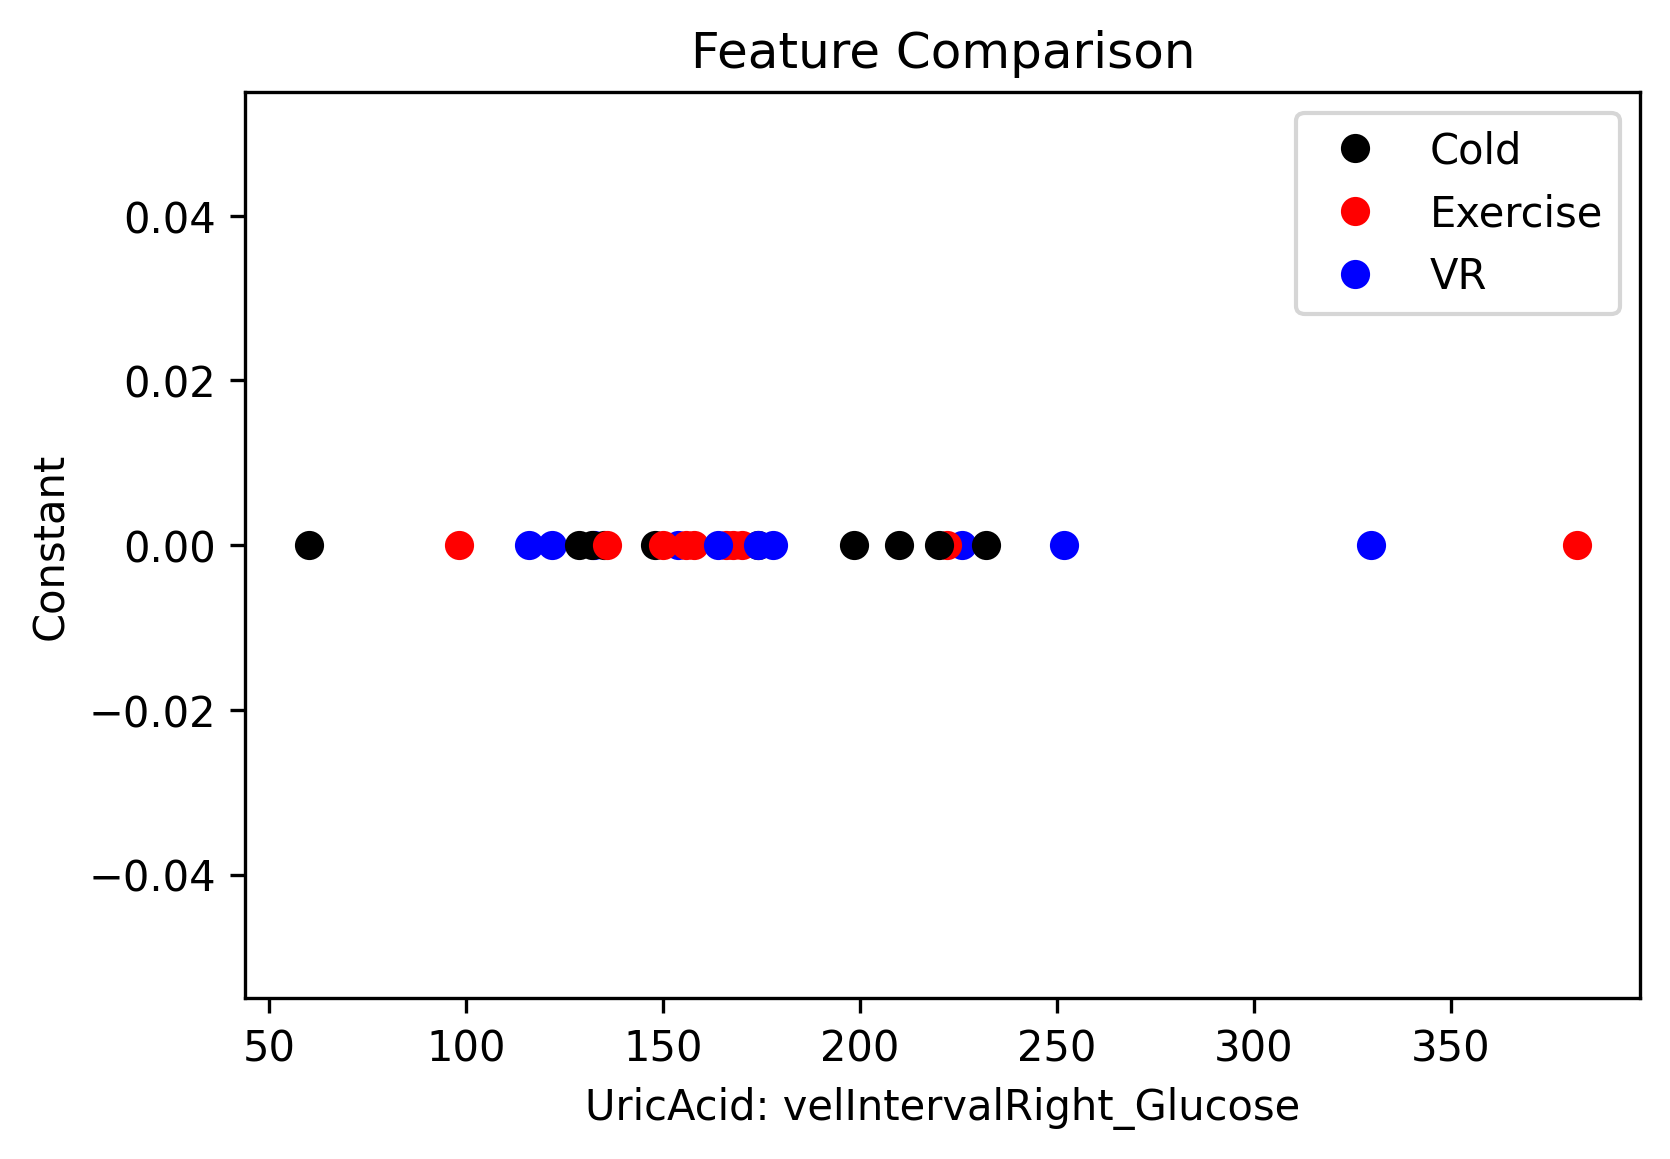 Feature Comparison
Cold
Exercise
VR
0.04
0.02
0.00
−0.02
−0.04
Constant
50 100 150 200 250 300 350
UricAcid: velIntervalRight_Glucose